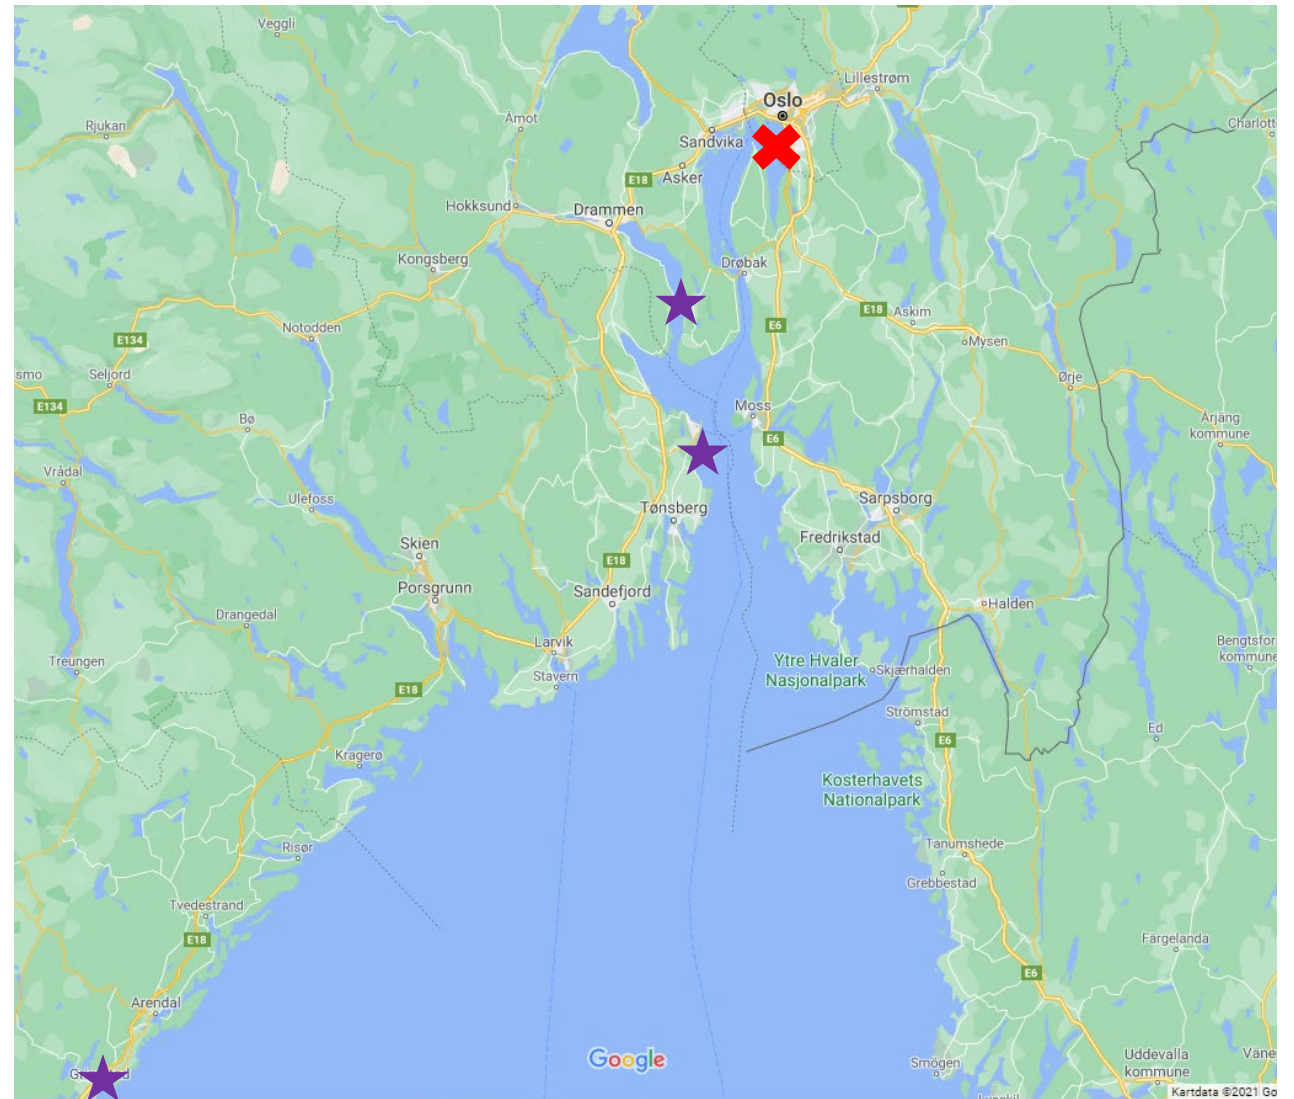 Veggli
Lillestrøm
Oslo
Åmot
Rjukan
Charlott
Sandvika
E18
Asker
Hokksund
Drammen
Kongsberg
Drøbak
E18
Askim
Notodden
E6
E134
Mysen
smo
Seljord
Ørje
E134
Moss
Bø
Årjäng
kommune
E6
Vrådal
Ulefoss
Sarpsborg
Tønsberg
Fredrikstad
Skien
E18
Porsgrunn
Sandefjord
Halden
Drangedal
Larvik
Bengtsfor
kommune
Treungen
Ytre Hvaler
Nasjonalpark
Skjærhalden
Stavern
E18
Strömstad
Ed
E6
Kragerø
Kosterhavets
Nationalpark
Tanumshede
Risør
Grebbestad
Tvedestrand
E18
Färgelanda
E6
Arendal
Google
Smögen
Uddevalla
kommune
Väne
Kartdata ©2021 Go